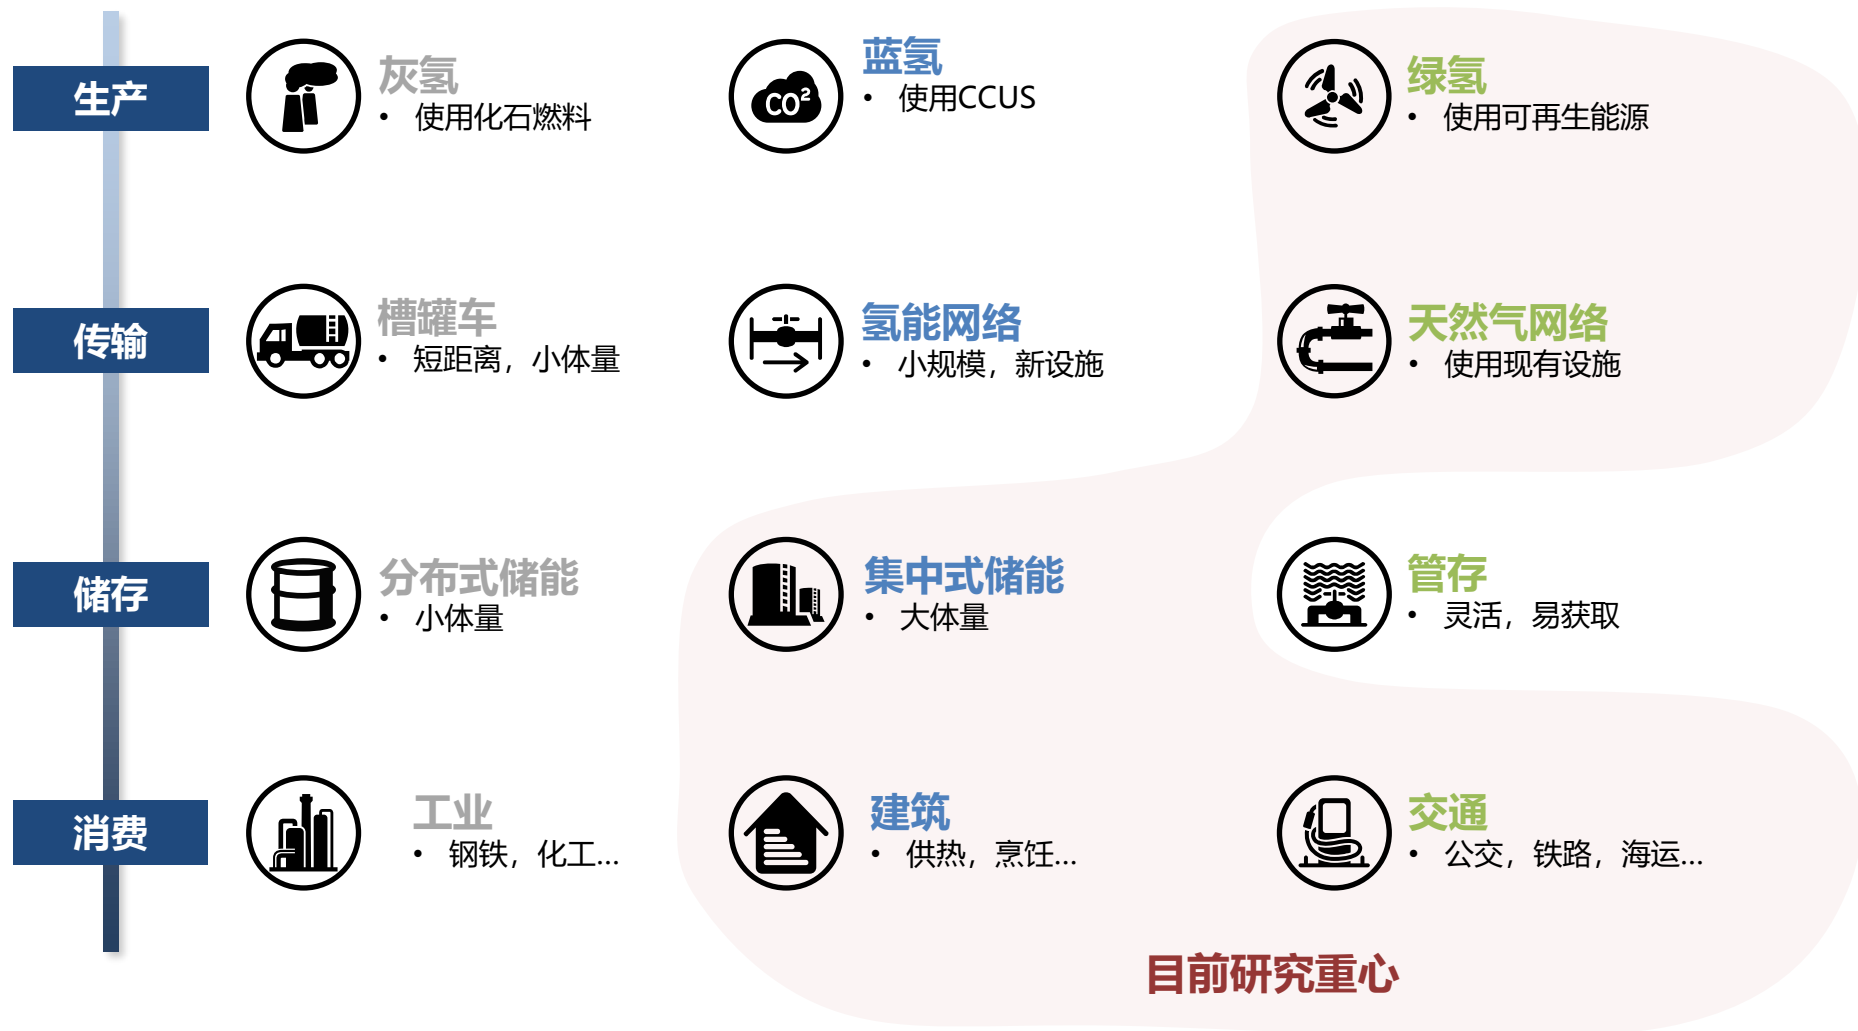 生产
灰氢
• 使用化石燃料
CO²
蓝氢
• 使用CCUS
绿氢
• 使用可再生能源
传输
槽罐车
• 短距离，小体量
氢能网络
• 小规模，新设施
天然气网络
• 使用现有设施
储存
分布式储能
• 小体量
集中式储能
• 大体量
管存
• 灵活，易获取
消费
工业
• 钢铁，化工...
建筑
• 供热，烹饪...
交通
• 公交，铁路，海运...
目前研究重心